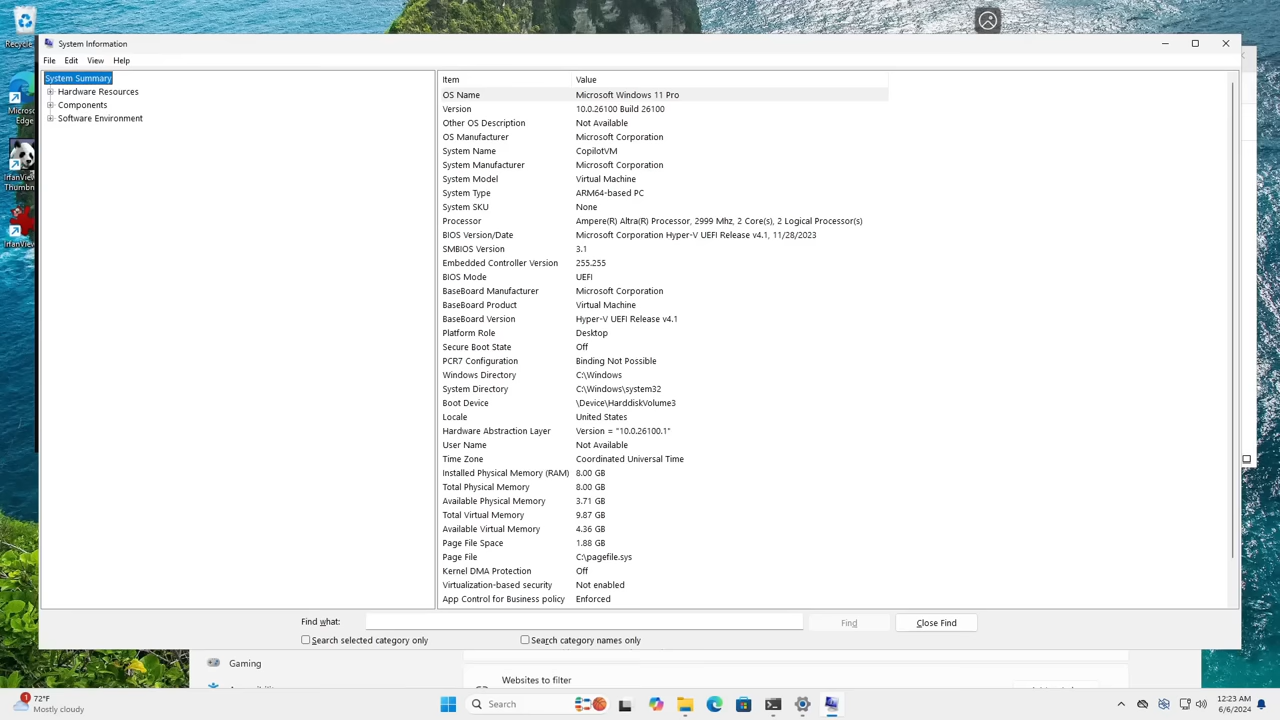 Recycle
System Information
File Edit View Help
System Summary
Hardware Resources
Components
Software Environment
Micros
Edge
IrfanView
Thumbn
IrfanView
Item Value
OS Name Microsoft Windows 11 Pro
Version 10.0.26100 Build 26100
Other OS Description Not Available
OS Manufacturer Microsoft Corporation
System Name CopilotVM
System Manufacturer Microsoft Corporation
System Model Virtual Machine
System Type ARM64-based PC
System SKU None
Processor Ampere(R) Altra(R) Processor, 2999 Mhz, 2 Core(s), 2 Logical Processor(s)
BIOS Version/Date Microsoft Corporation Hyper-V UEFI Release v4.1, 11/28/2023
SMBIOS Version 3.1
Embedded Controller Version 255.255
BIOS Mode UEFI
BaseBoard Manufacturer Microsoft Corporation
BaseBoard Product Virtual Machine
BaseBoard Version Hyper-V UEFI Release v4.1
Platform Role Desktop
Secure Boot State Off
PCR7 Configuration Binding Not Possible
Windows Directory C:\Windows
System Directory C:\Windows\system32
Boot Device \Device\HarddiskVolume3
Locale United States
Hardware Abstraction Layer Version = "10.0.26100.1"
User Name Not Available
Time Zone Coordinated Universal Time
Installed Physical Memory (RAM) 8.00 GB
Total Physical Memory 8.00 GB
Available Physical Memory 3.71 GB
Total Virtual Memory 9.87 GB
Available Virtual Memory 4.36 GB
Page File Space 1.88 GB
Page File C:\pagefile.sys
Kernel DMA Protection Off
Virtualization-based security Not enabled
App Control for Business policy Enforced
Find what: Find Close Find
Search selected category only Search category names only
Gaming
Websites to filter
1 72°F
Mostly cloudy
Search
12:23 AM
6/6/2024